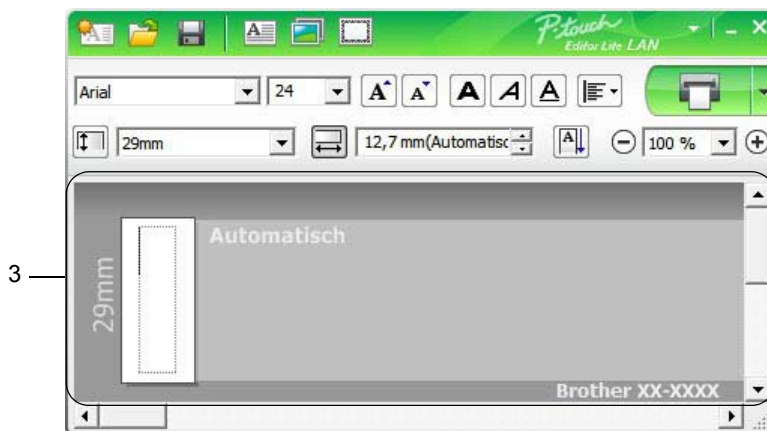 P-touch
Editor Lite LAN
Arial
24
A A A A A
29mm
12,7 mm(Automatisc
A
100 %
Automatisch
29mm
3
Brother XX-XXXX